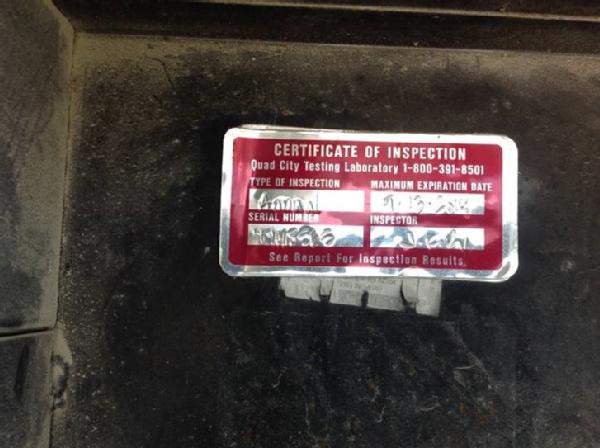 CERTIFICATE OF INSPECTION
Quad City Testing Laboratory 1-800-391-8501
TYPE OF INSPECTION MAXIMUM EXPIRATION DATE
SERIAL NUMBER INSPECTOR
See Report For Inspection Results.